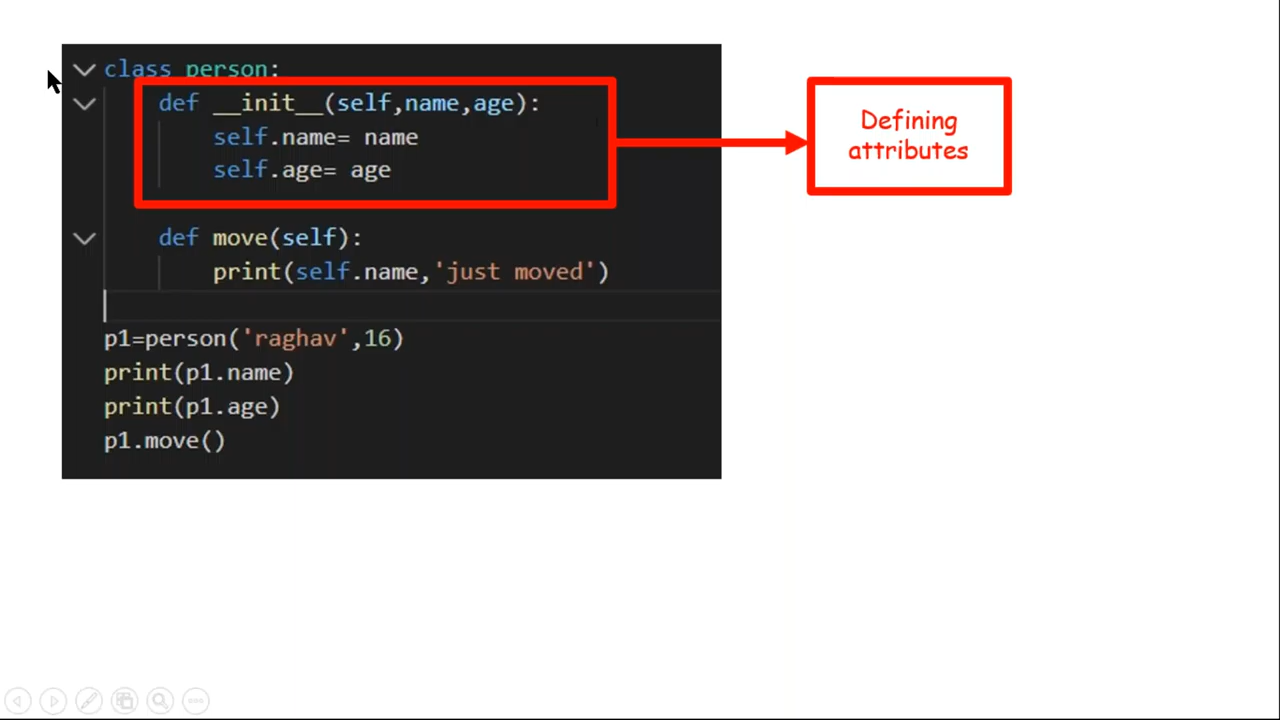 class person:
def __init__(self,name,age):
self.name= name
self.age= age
def move(self):
print(self.name,'just moved')
p1=person('raghav',16)
print(p1.name)
print(p1.age)
p1.move()
Defining
attributes